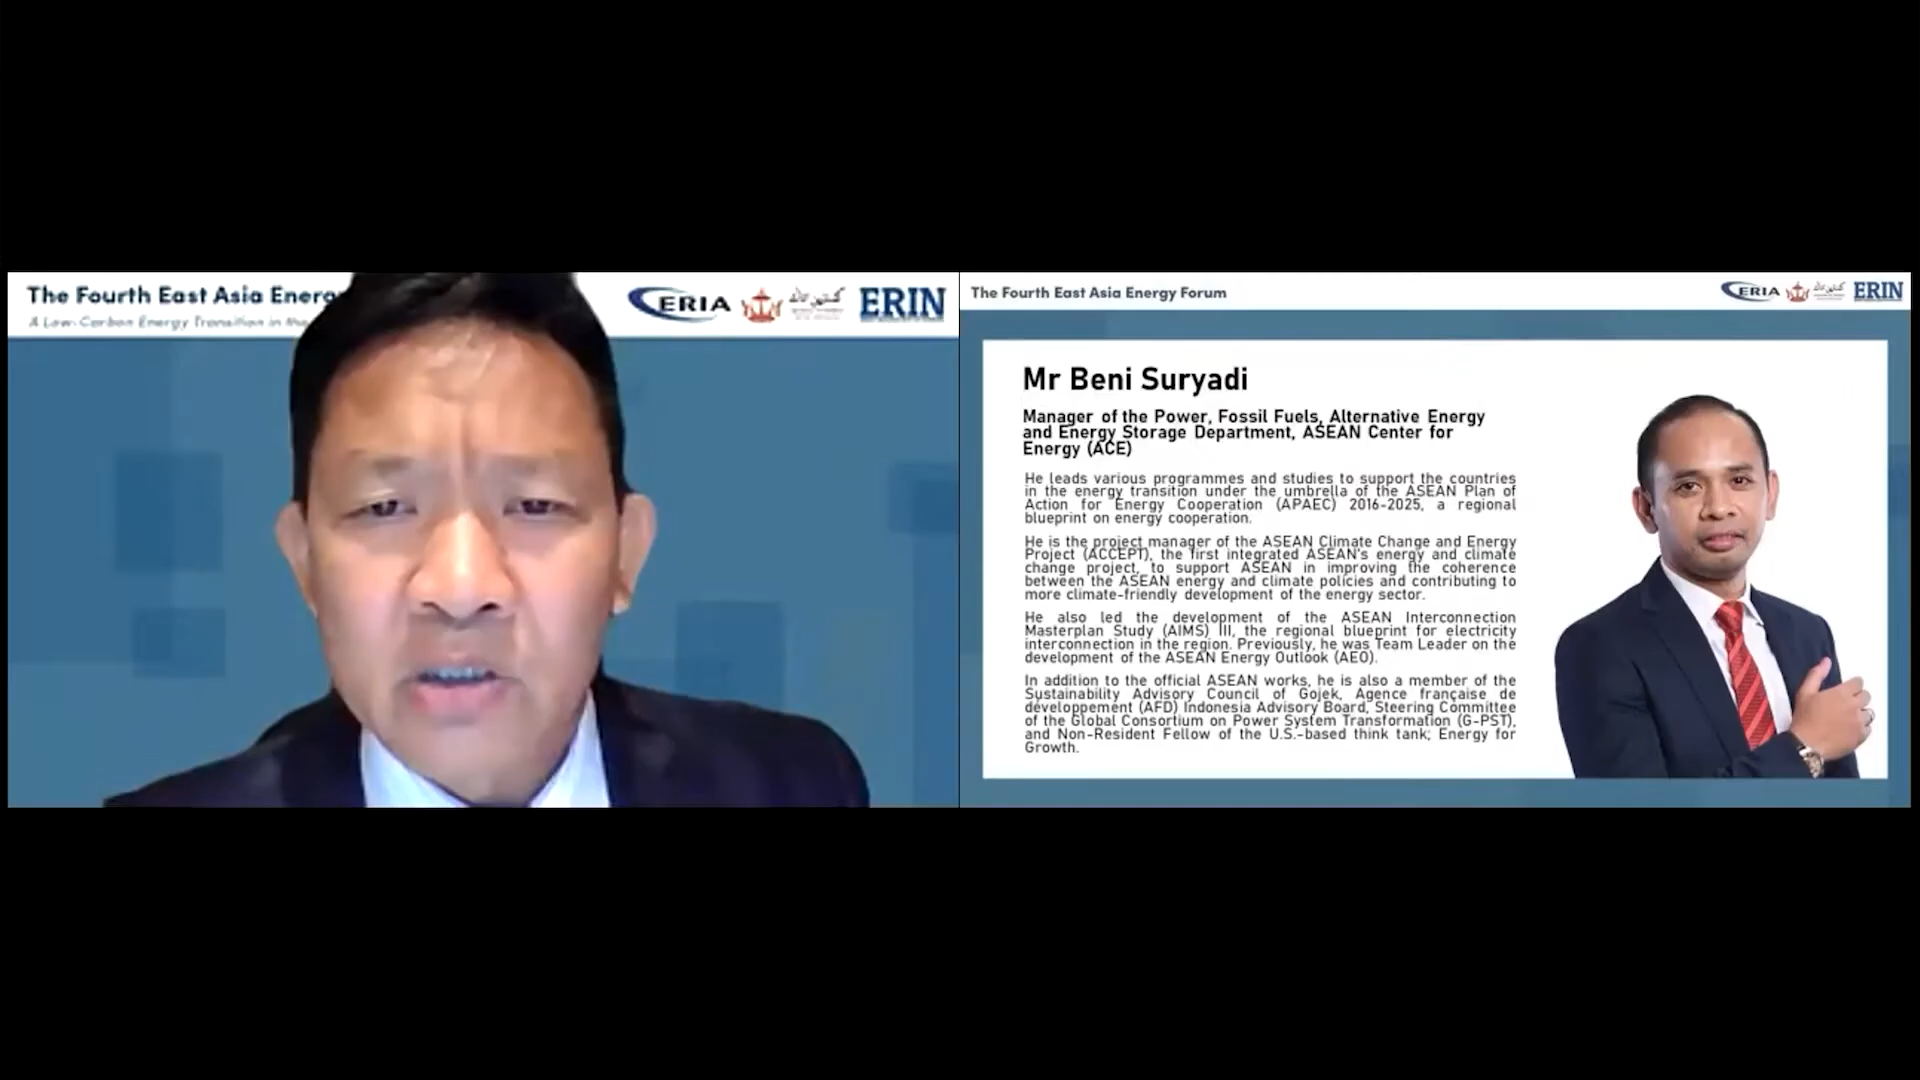 The Fourth East Asia Energ
A Low-Carbon Energy Transition in the
ERIA
ERIN
The Fourth East Asia Energy Forum
ERIA
ERIN
Mr Beni Suryadi
Manager of the Power, Fossil Fuels, Alternative Energy
and Energy Storage Department, ASEAN Center for
Energy (ACE)
He leads various programmes and studies to support the countries
in the energy transition under the umbrella of the ASEAN Plan of
Action for Energy Cooperation (APAEC) 2016-2025, a regional
blueprint on energy cooperation.
He is the project manager of the ASEAN Climate Change and Energy
Project (ACCEPT), the first integrated ASEAN's energy and climate
change project, to support ASEAN in improving the coherence
between the ASEAN energy and climate policies and contributing to
more climate-friendly development of the energy sector.
He also led the development of the ASEAN Interconnection
Masterplan Study (AIMS) III, the regional blueprint for electricity
interconnection in the region. Previously, he was Team Leader on the
development of the ASEAN Energy Outlook (AEO).
In addition to the official ASEAN works, he is also a member of the
Sustainability Advisory Council of Gojek, Agence française de
developpement (AFD) Indonesia Advisory Board, Steering Committee
of the Global Consortium on Power System Transformation (G-PST),
and Non-Resident Fellow of the U.S.-based think tank; Energy for
Growth.